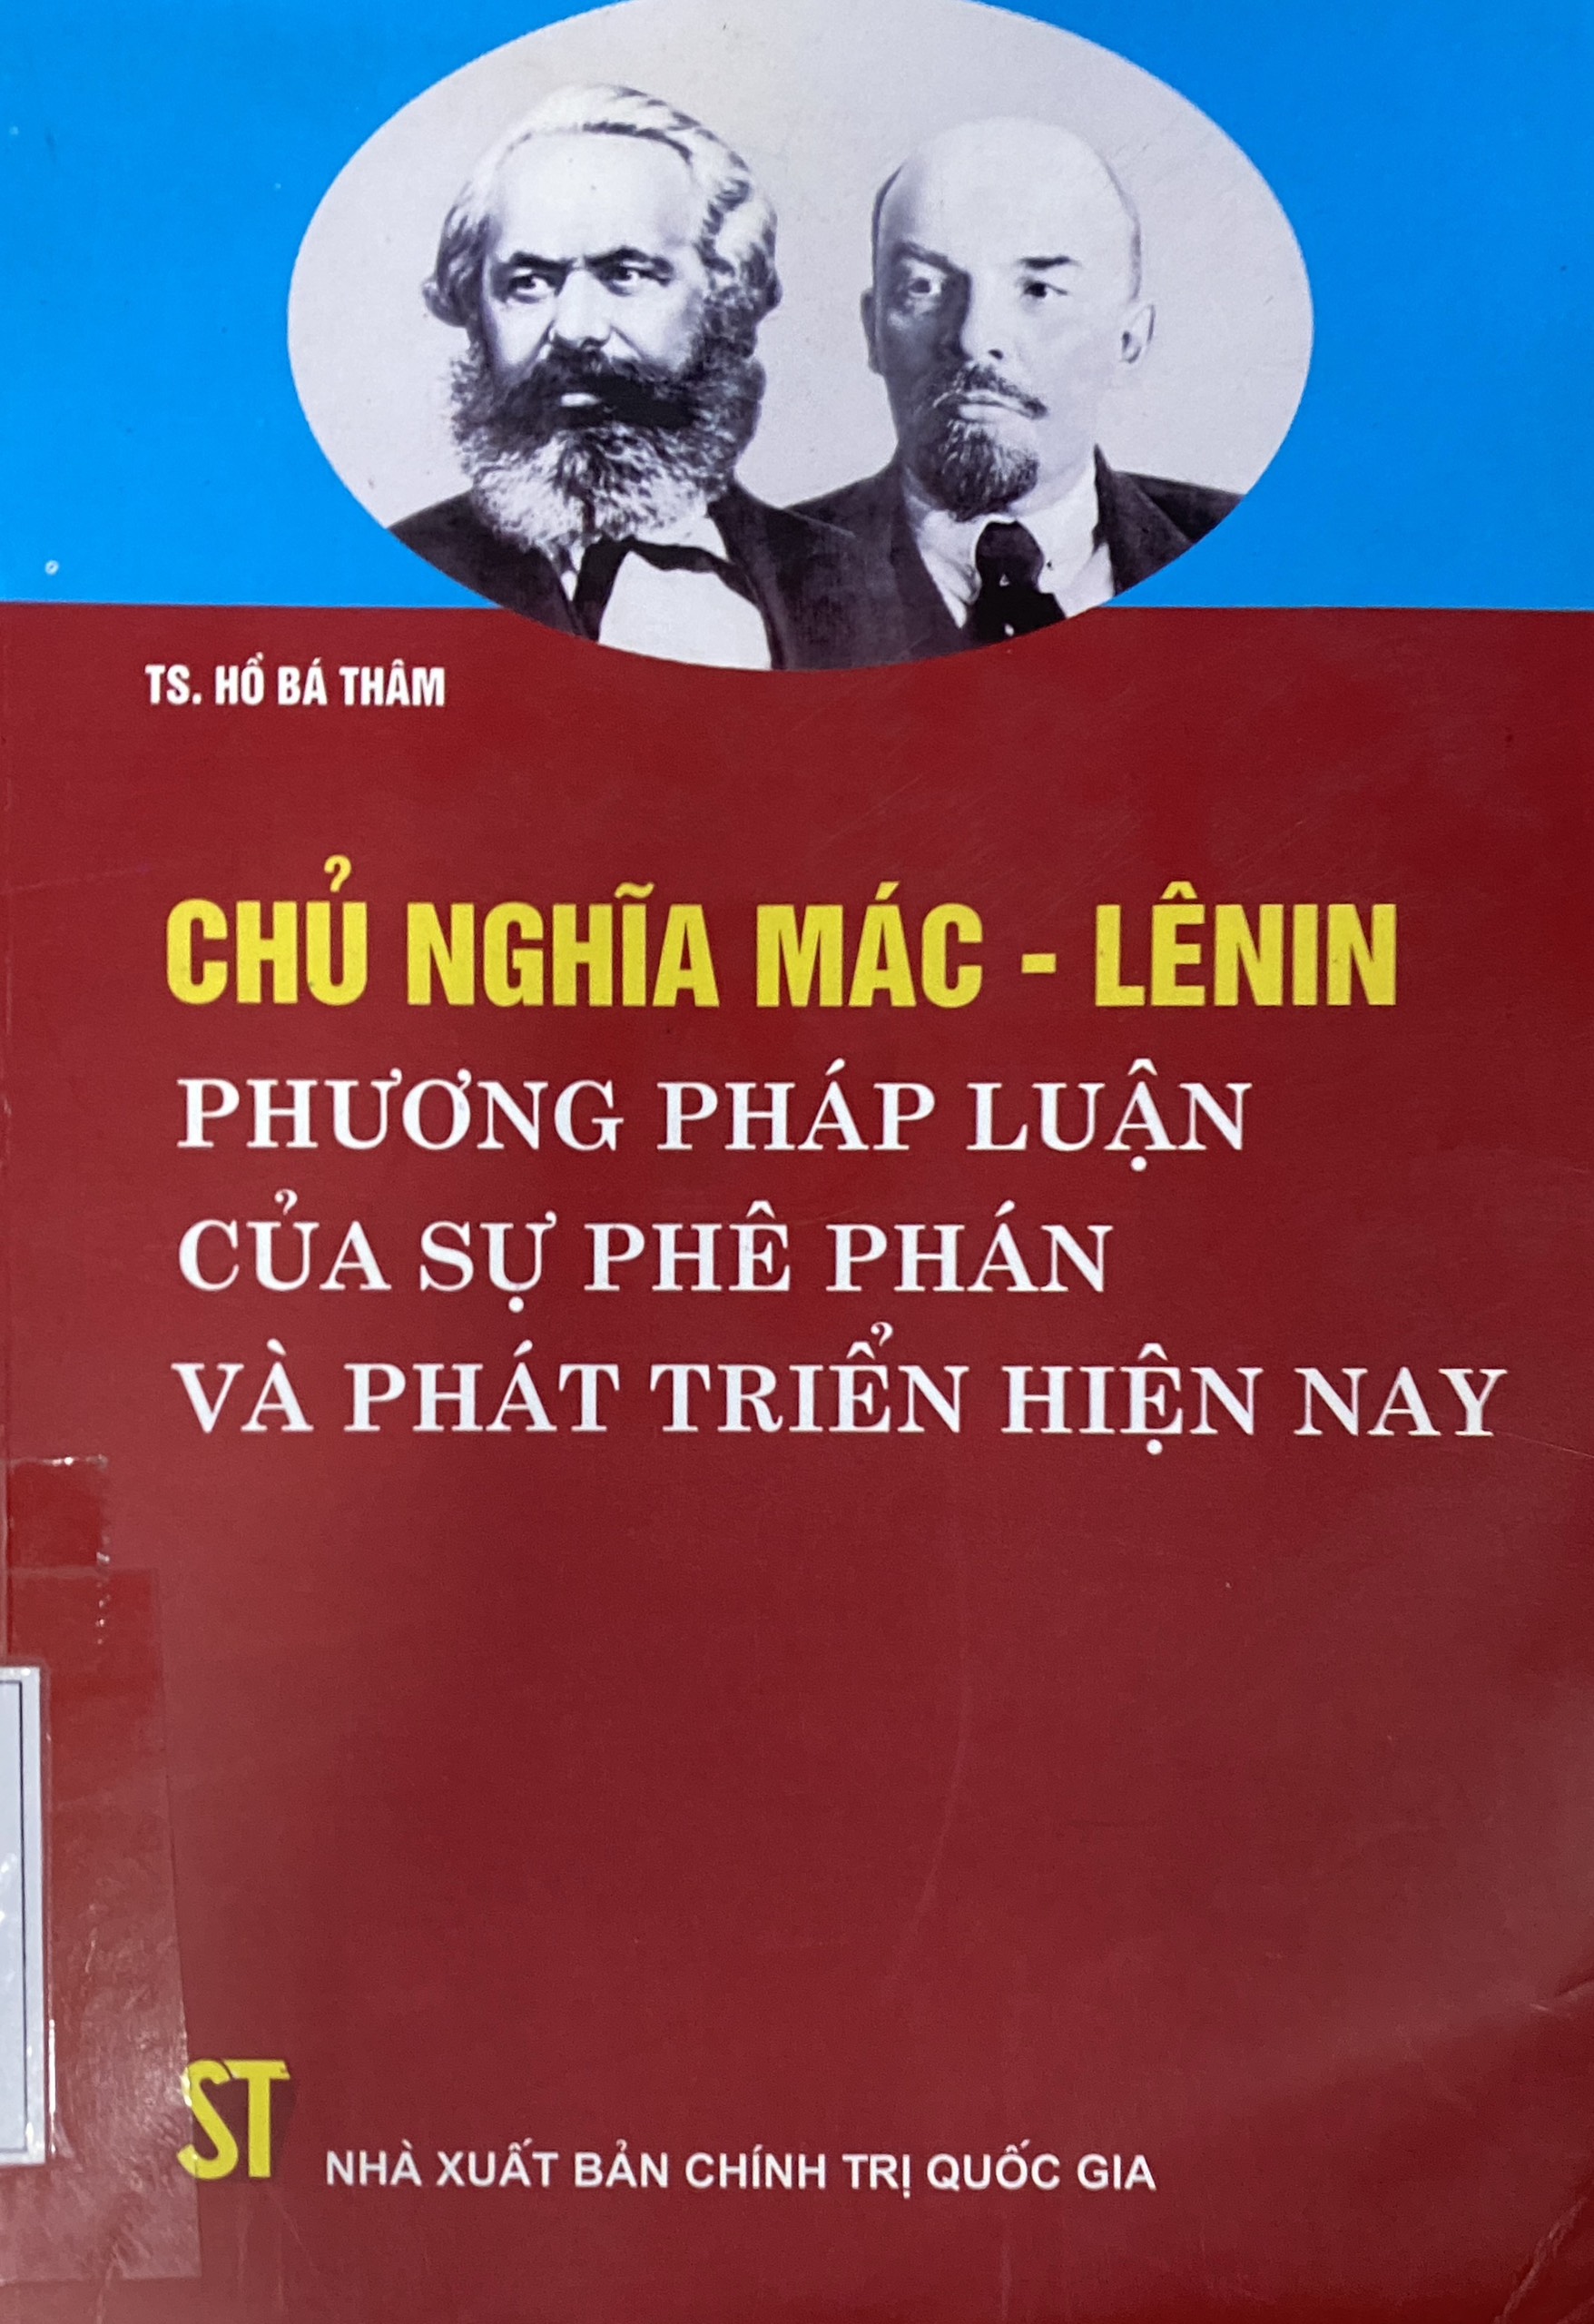 TS. HỒ BÁ THÂM
CHỦ NGHĨA MÁC - LÊNIN
PHƯƠNG PHÁP LUẬN
CỦA SỰ PHÊ PHÁN
VÀ PHÁT TRIỂN HIỆN NAY
ST
NHÀ XUẤT BẢN CHÍNH TRỊ QUỐC GIA